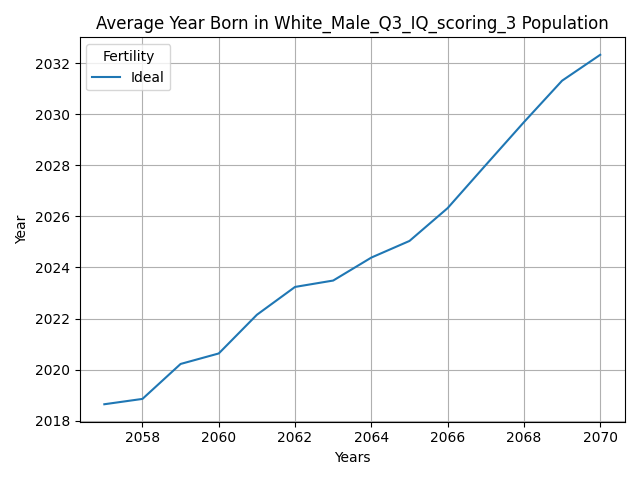 Average Year Born in White_Male_Q3_IQ_scoring_3 Population
Fertility
Ideal
2032
2030
2028
2026
2024
2022
2020
2018
Year
2058 2060 2062 2064 2066 2068 2070
Years